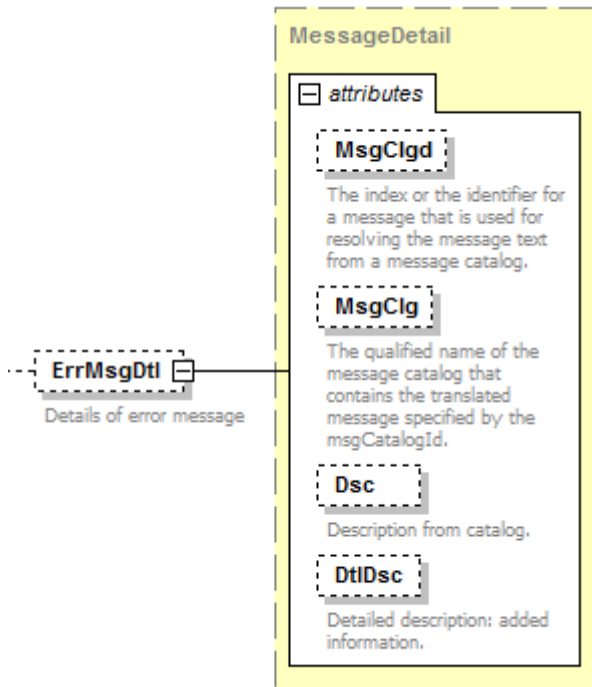 MessageDetail
attributes
MsgClgd
The index or the identifier for
a message that is used for
resolving the message text
from a message catalog.
MsgClg
The qualified name of the
message catalog that
contains the translated
message specified by the
msgCatalogId.
ErrMsgDtl
Details of error message
Dsc
Description from catalog.
DtlDsc
Detailed description: added
information.